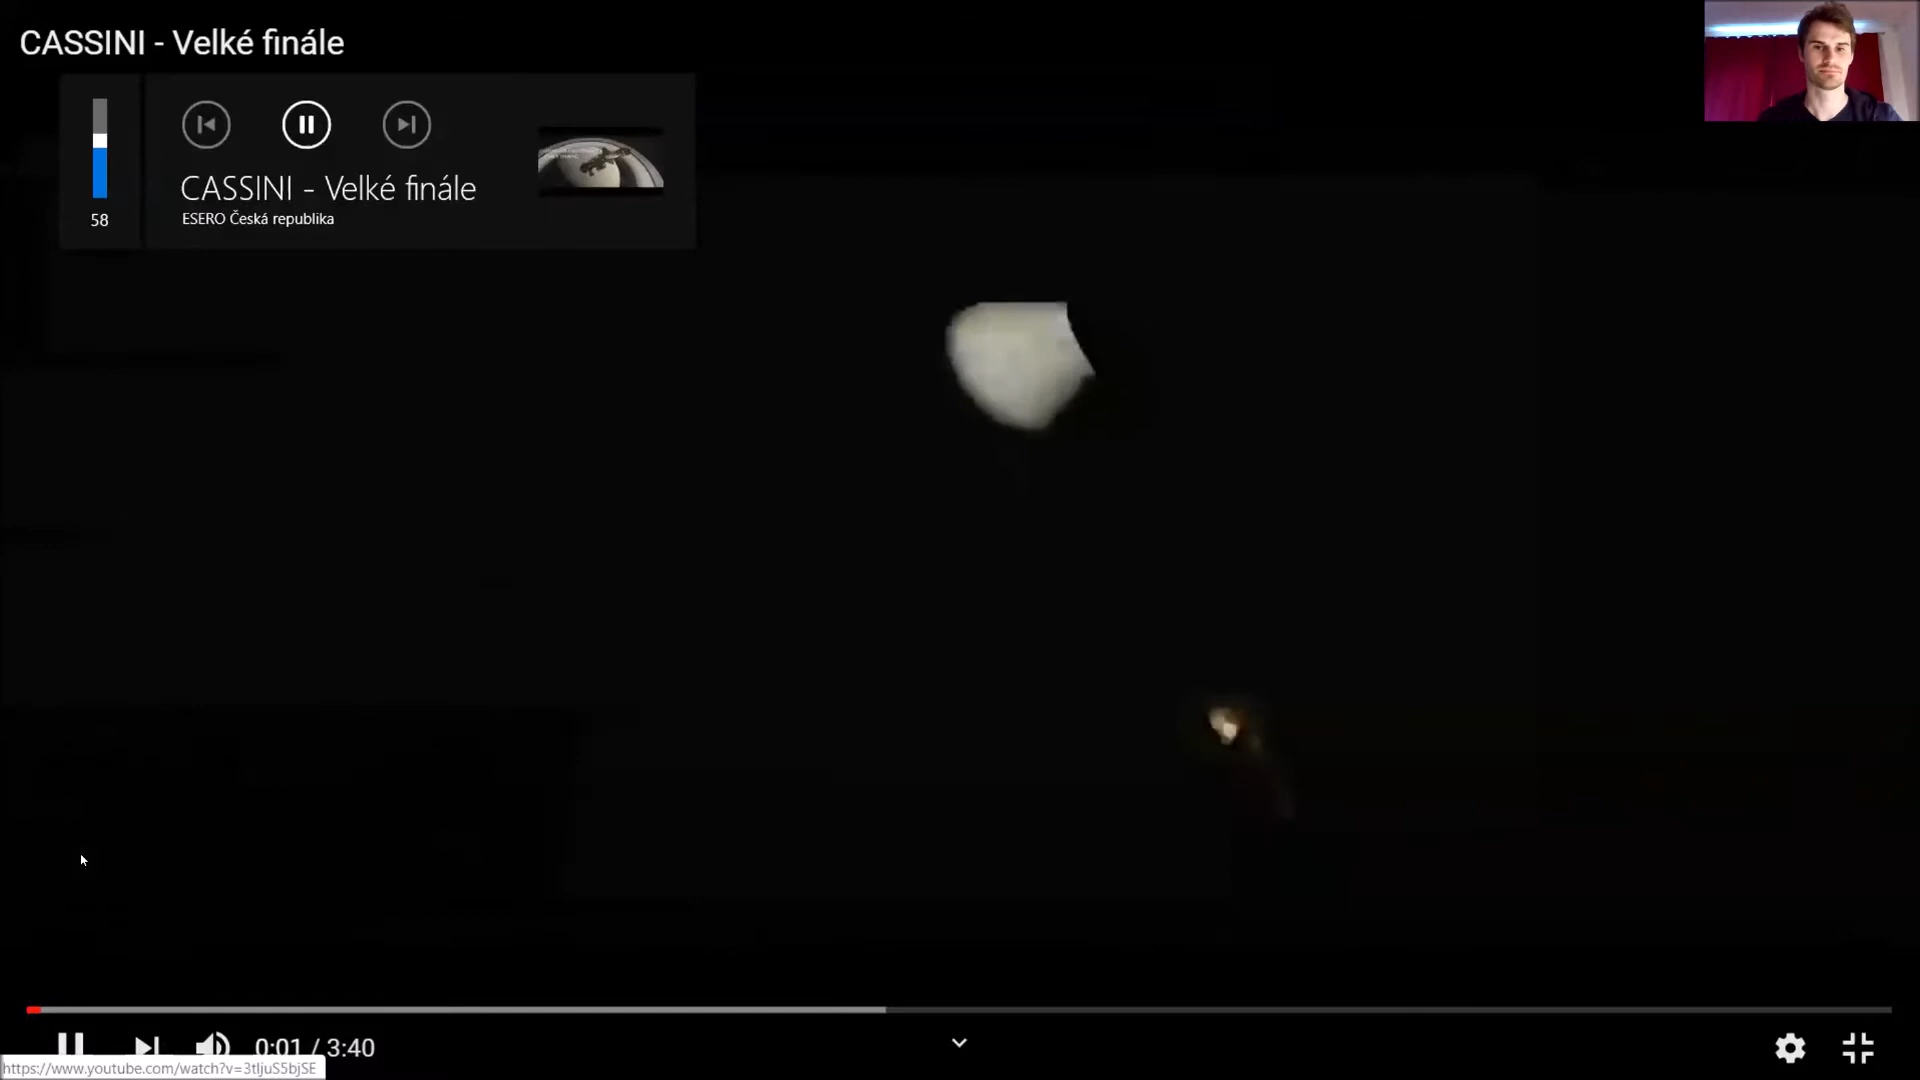 CASSINI - Velké finále
CASSINI - Velké finále
58
ESERO Česká republika
0:01 / 3:40
https://www.youtube.com/watch?v=3tljuS5bjSE